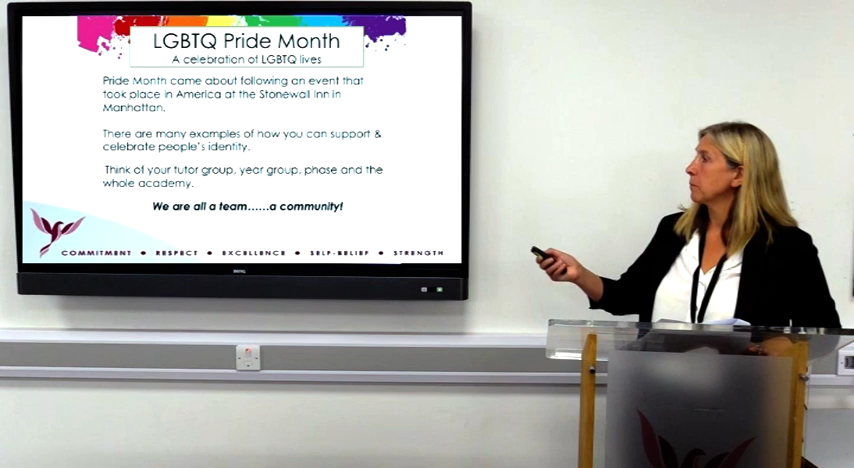 LGBTQ Pride Month
A celebration of LGBTQ lives
Pride Month came about following an event that
took place in America at the Stonewall Inn in
Manhattan.
There are many examples of how you can support &
celebrate people's identity.
Think of your tutor group, year group, phase and the
whole academy.
We are all a team......a community!
COMMITMENT • RESPECT • EXCELLENCE • SELF-BELIEF • STRENGTH
BENQ